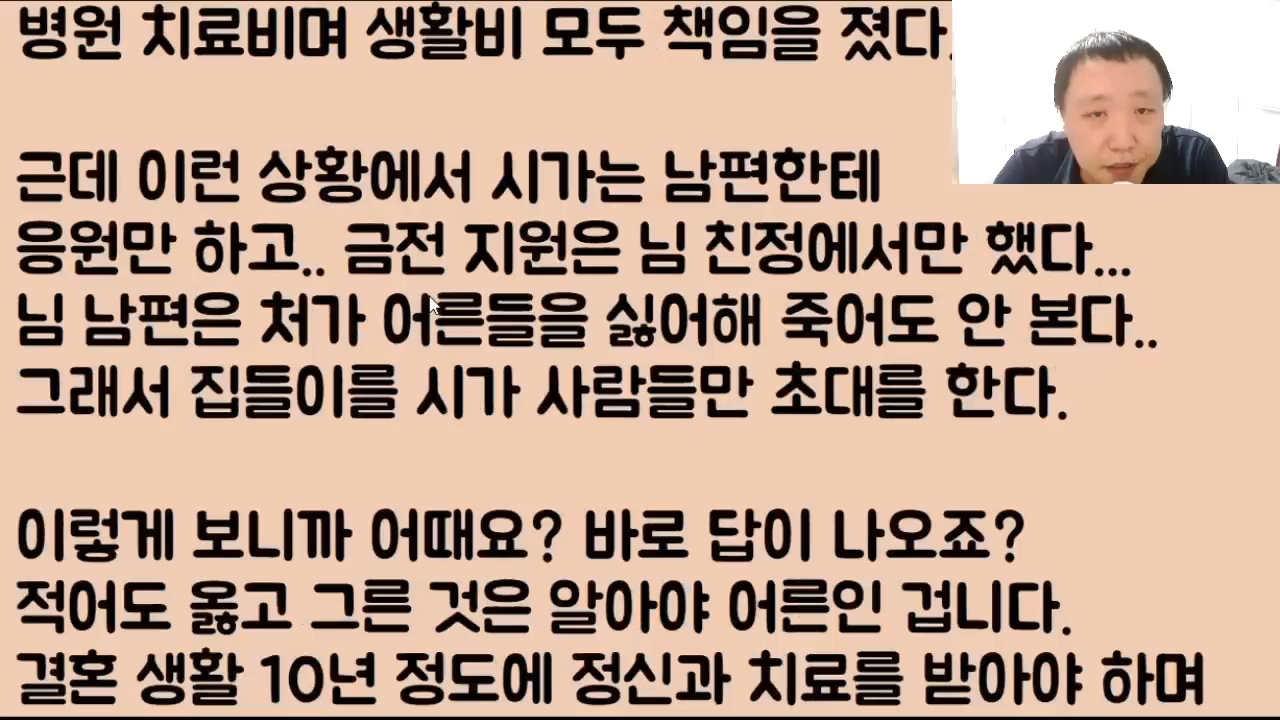 병원 치료비며 생활비 모두 책임을 졌다.
근데 이런 상황에서 시가는 남편한테
응원만 하고.. 금전 지원은 님 친정에서만 했다...
님 남편은 처가 어른들을 싫어해 죽어도 안 본다..
그래서 집들이를 시가 사람들만 초대를 한다.
이렇게 보니까 어때요? 바로 답이 나오죠?
적어도 옳고 그른 것은 알아야 어른인 겁니다.
결혼 생활 10년 정도에 정신과 치료를 받아야 하며